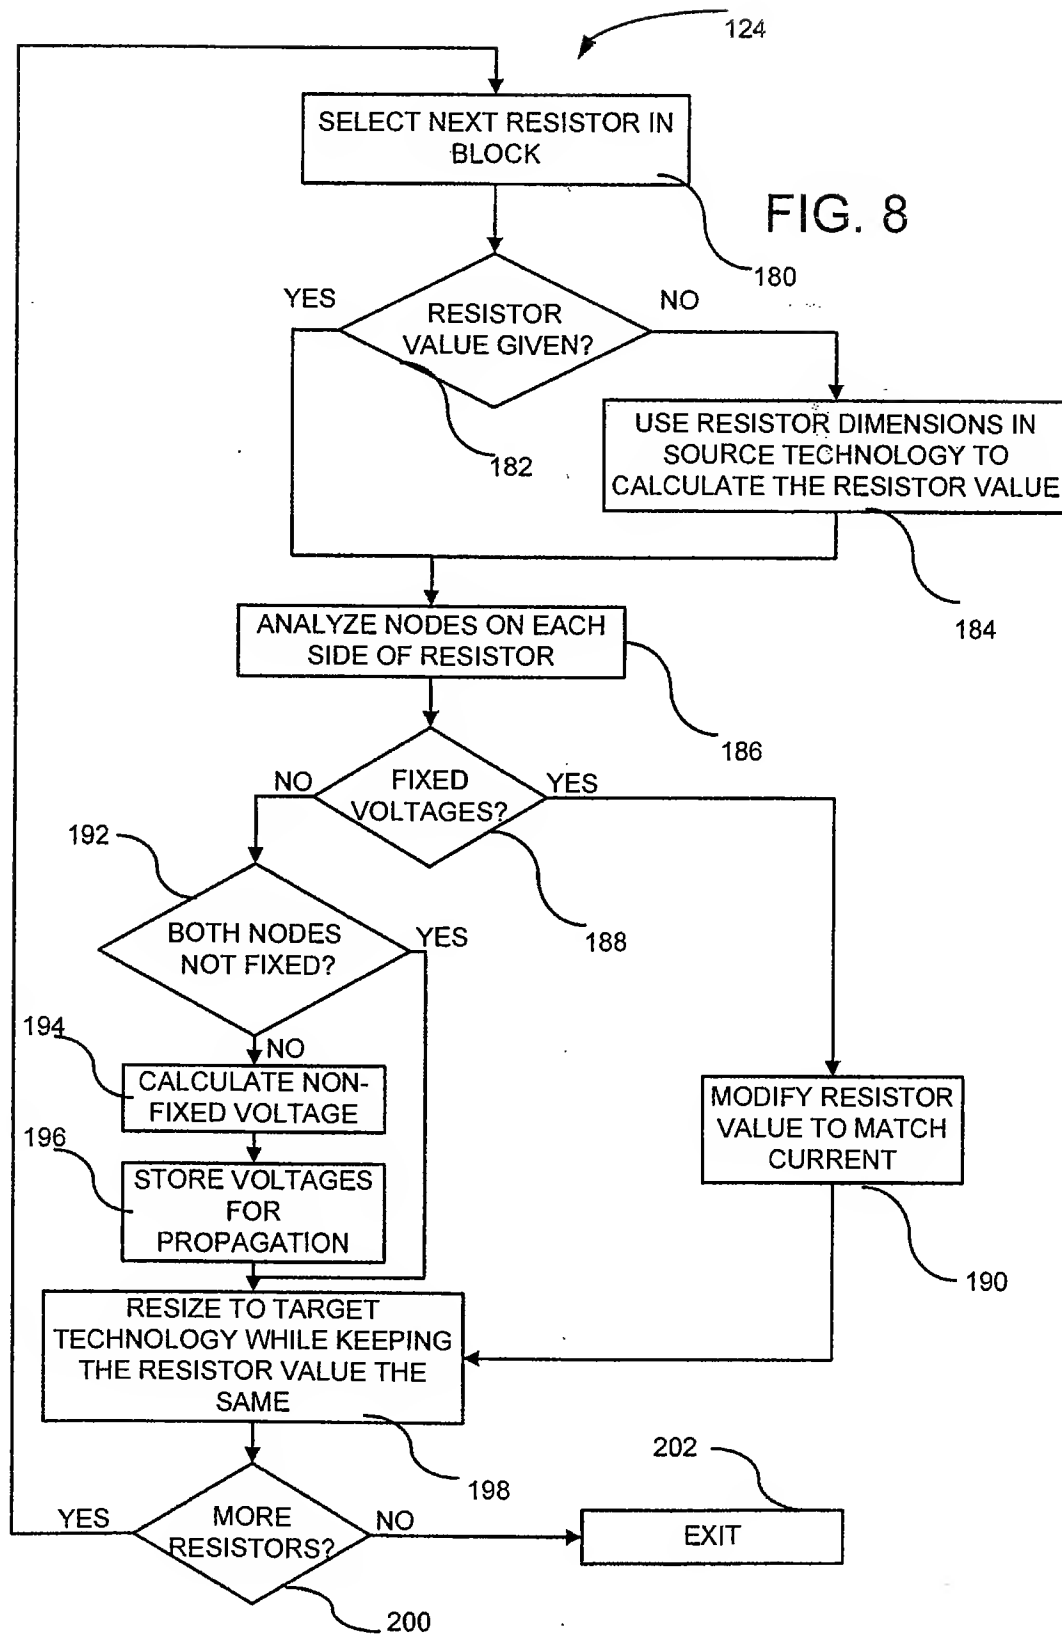 124
SELECT NEXT RESISTOR IN
BLOCK
FIG. 8
180
YES
NO
RESISTOR
VALUE GIVEN?
182
USE RESISTOR DIMENSIONS IN
SOURCE TECHNOLOGY TO
CALCULATE THE RESISTOR VALUE
184
ANALYZE NODES ON EACH
SIDE OF RESISTOR
186
NO
FIXED
VOLTAGES?
YES
192
188
BOTH NODES
NOT FIXED?
YES
194
NO
CALCULATE NON-
FIXED VOLTAGE
MODIFY RESISTOR
VALUE TO MATCH
CURRENT
196
STORE VOLTAGES
FOR
PROPAGATION
190
RESIZE TO TARGET
TECHNOLOGY WHILE KEEPING
THE RESISTOR VALUE THE
SAME
198
202
YES
MORE
RESISTORS?
NO
EXIT
200